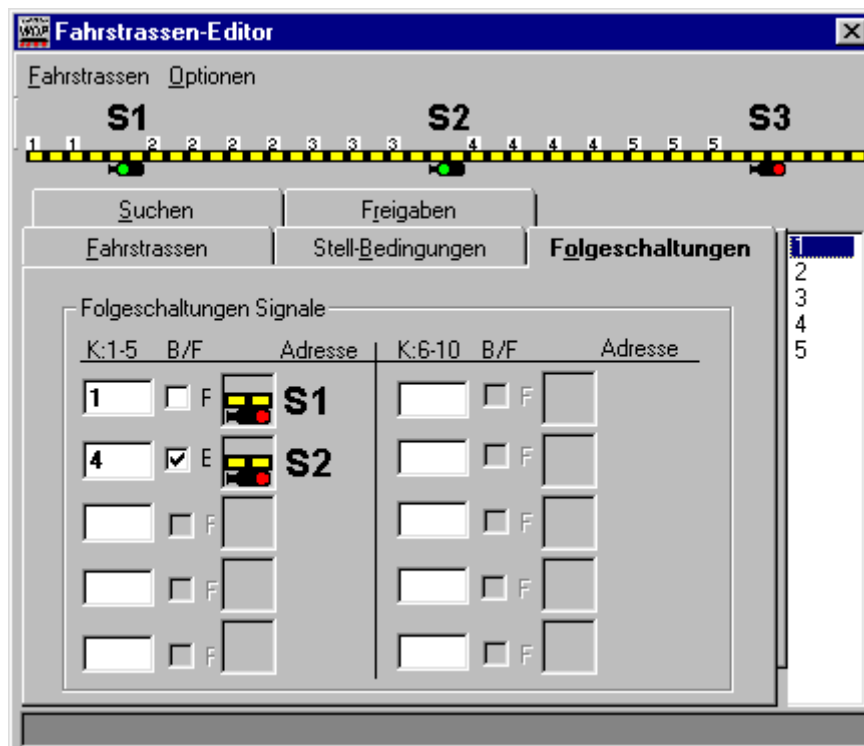 Fahrstrassen-Editor
Fahrstrassen Optionen
S1 S2 S3
1 1 2 2 2 2 3 3 3 4 4 4 4 5 5 5
Suchen Freigaben
Fahrstrassen Stell-Bedingungen Folgeschaltungen
1
2
3
4
5
Folgeschaltungen Signale
K:1-5 B/F Adresse K:6-10 B/F Adresse
1 F S1 F
4 E S2 F
F F
F F
F F